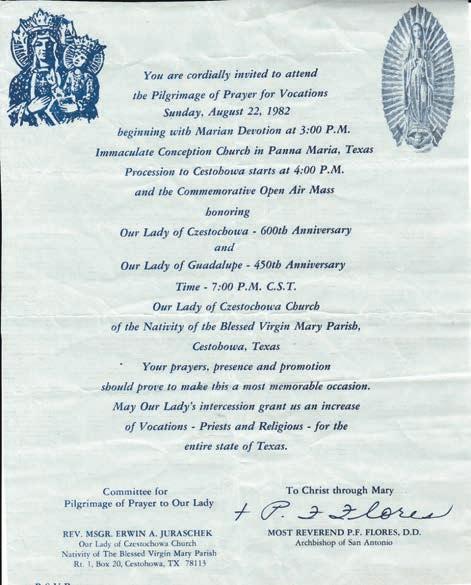 You are cordially invited to attend
the Pilgrimage of Prayer for Vocations
Sunday, August 22, 1982
beginning with Marian Devotion at 3:00 P.M.
Immaculate Conception Church in Panna Maria, Texas
Procession to Cestohowa starts at 4:00 P.M.
and the Commemorative Open Air Mass
honoring
Our Lady of Czestochowa - 600th Anniversary
and
Our Lady of Guadalupe - 450th Anniversary
Time - 7:00 P.M. C.S.T.
Our Lady of Czestochowa Church
of the Nativity of the Blessed Virgin Mary Parish,
Cestohowa, Texas
Your prayers, presence and promotion
should prove to make this a most memorable occasion.
May Our Lady's intercession grant us an increase
of Vocations - Priests and Religious - for the
entire state of Texas.
Committee for
Pilgrimage of Prayer to Our Lady
REV. MSGR. ERWIN A. JURASCHEK
Our Lady of Czestochowa Church
Nativity of The Blessed Virgin Mary Parish
Rt. 1, Box 20, Cestohowa, TX 78113
To Christ through Mary
+ P. F Flores
MOST REVEREND P.F. FLORES, D.D.
Archbishop of San Antonio